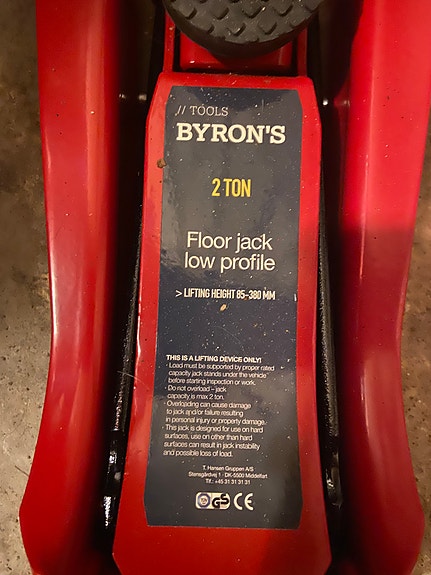 // TOOLS
BYRON'S
2 TON
Floor jack
low profile
> LIFTING HEIGHT 85-380 MM
THIS IS A LIFTING DEVICE ONLY!
· Load must be supported by proper rated
capacity jack stands under the vehicle
before starting inspection or work.
· Do not overload – jack
capacity is max 2 ton.
· Overloading can cause damage
to jack and/or failure resulting
in personal injury or property damage.
· This jack is designed for use on hard
surfaces, use on other than hard
surfaces can result in jack instability
and possible loss of load.
T. Hansen Gruppen A/S
Stensgårdvej 1 · DK-5500 Middelfart
Tlf.: +45 31 31 31 31
GS CE